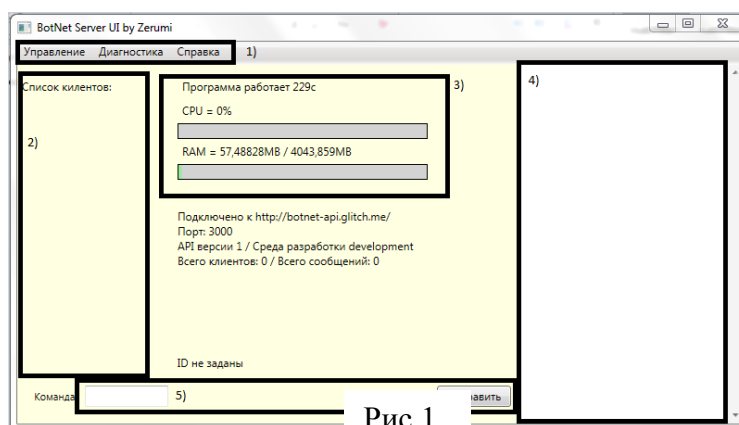 BotNet Server UI by Zerumi
Управление Диагностика Справка 1)
Список килентов:
2)
Программа работает 229с
3)
CPU = 0%
RAM = 57,48828MB / 4043,859MB
4)
Подключено к http://botnet-api.glitch.me/
Порт: 3000
API версии 1 / Среда разработки development
Всего клиентов: 0 / Всего сообщений: 0
ID не заданы
Команда
5)
Рис.1